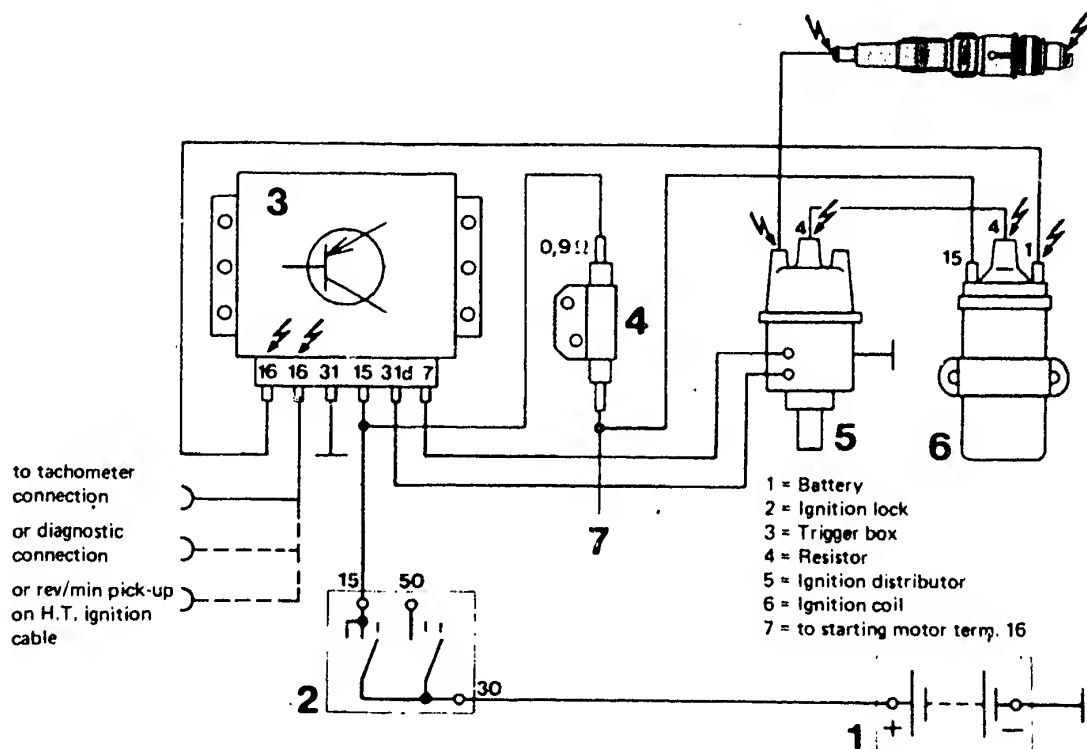 3
0,9Ω
4
4
4
1
15
16 16 31 15 31d 7
5
6
to tachometer
connection
or diagnostic
connection
or rev/min pick-up
on H.T. ignition
cable
7
1 = Battery
2 = Ignition lock
3 = Trigger box
4 = Resistor
5 = Ignition distributor
6 = Ignition coil
7 = to starting motor term. 16
15
50
2
30
1
+
−